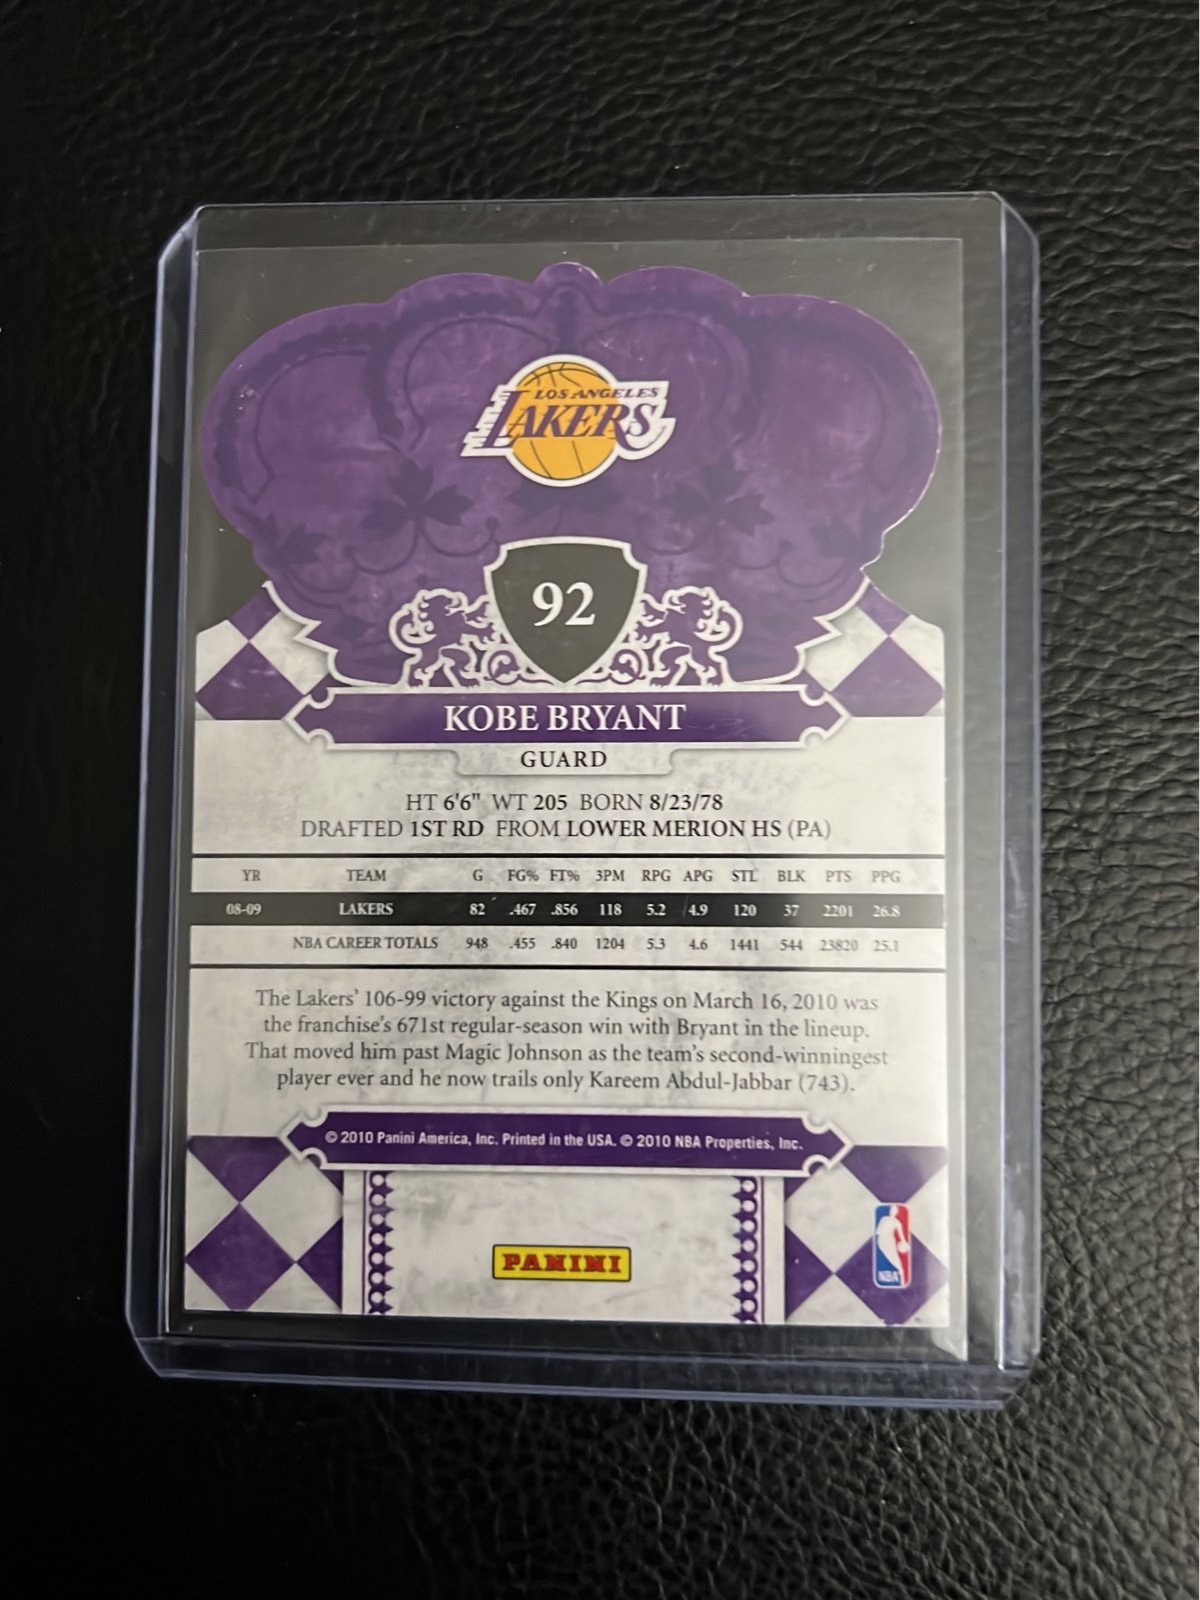 LOS ANGELES
LAKERS
92
KOBE BRYANT
GUARD
HT 6'6" WT 205 BORN 8/23/78
DRAFTED 1ST RD FROM LOWER MERION HS (PA)
YR TEAM G FG% FT% 3PM RPG APG STL BLK PTS PPG
08-09 LAKERS 82 .467 .856 118 5.2 4.9 120 37 2201 26.8
NBA CAREER TOTALS 948 .455 .840 1204 5.3 4.6 1441 544 23820 25.1
The Lakers' 106-99 victory against the Kings on March 16, 2010 was
the franchise's 671st regular-season win with Bryant in the lineup.
That moved him past Magic Johnson as the team's second-winningest
player ever and he now trails only Kareem Abdul-Jabbar (743).
© 2010 Panini America, Inc. Printed in the USA. © 2010 NBA Properties, Inc.
PANINI
NBA